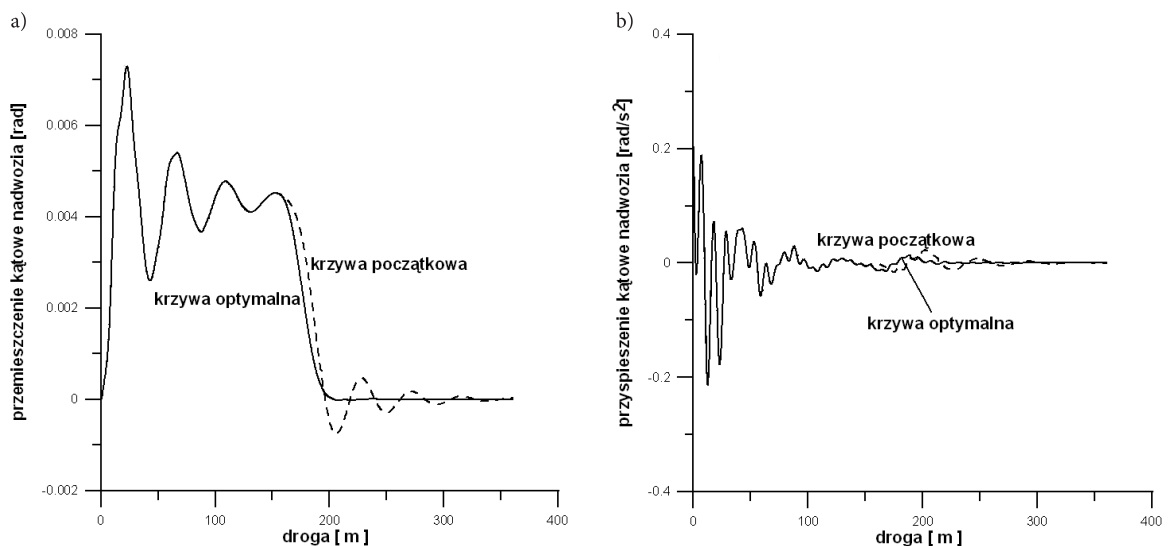 a)
0.008
0.006
0.004
0.002
0
-0.002
przemieszczenie kątowe nadwozia [rad]
krzywa początkowa
krzywa optymalna
0
100
200
300
400
droga [ m ]
b)
0.4
0.2
0
-0.2
-0.4
przyspieszenie kątowe nadwozia [rad/s2]
krzywa początkowa
krzywa optymalna
0
100
200
300
400
droga [ m ]